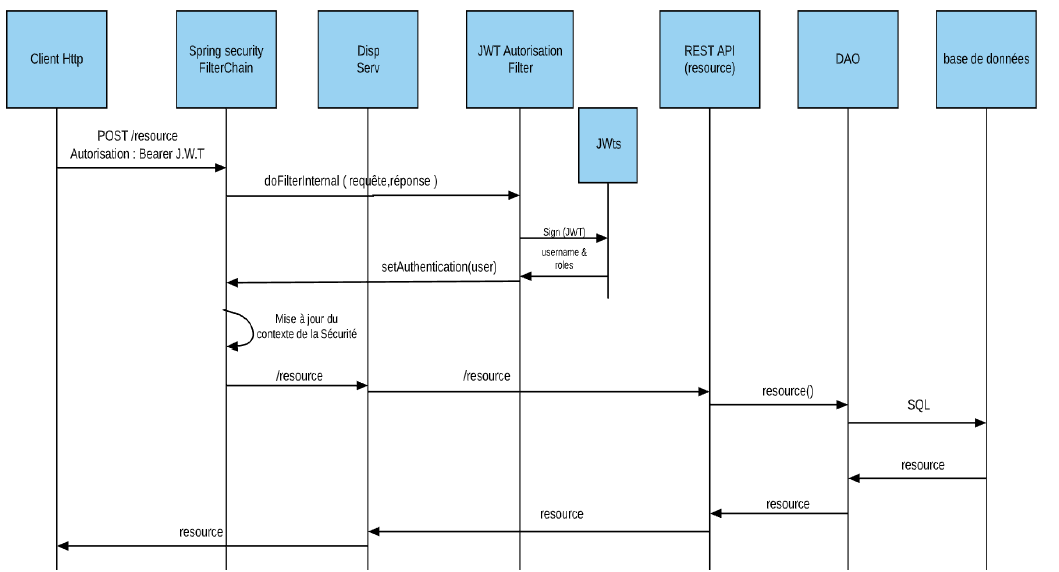 Client Http
Spring security
FilterChain
Disp
Serv
JWT Autorisation
Filter
REST API
(resource)
DAO
base de données
JWts
POST /resource
Autorisation : Bearer J.W.T
doFilterInternal ( requête,réponse )
Sign (JWT)
username &
roles
setAuthentication(user)
Mise à jour du
contexte de la Sécurité
/resource
/resource
resource()
SQL
resource
resource
resource
resource